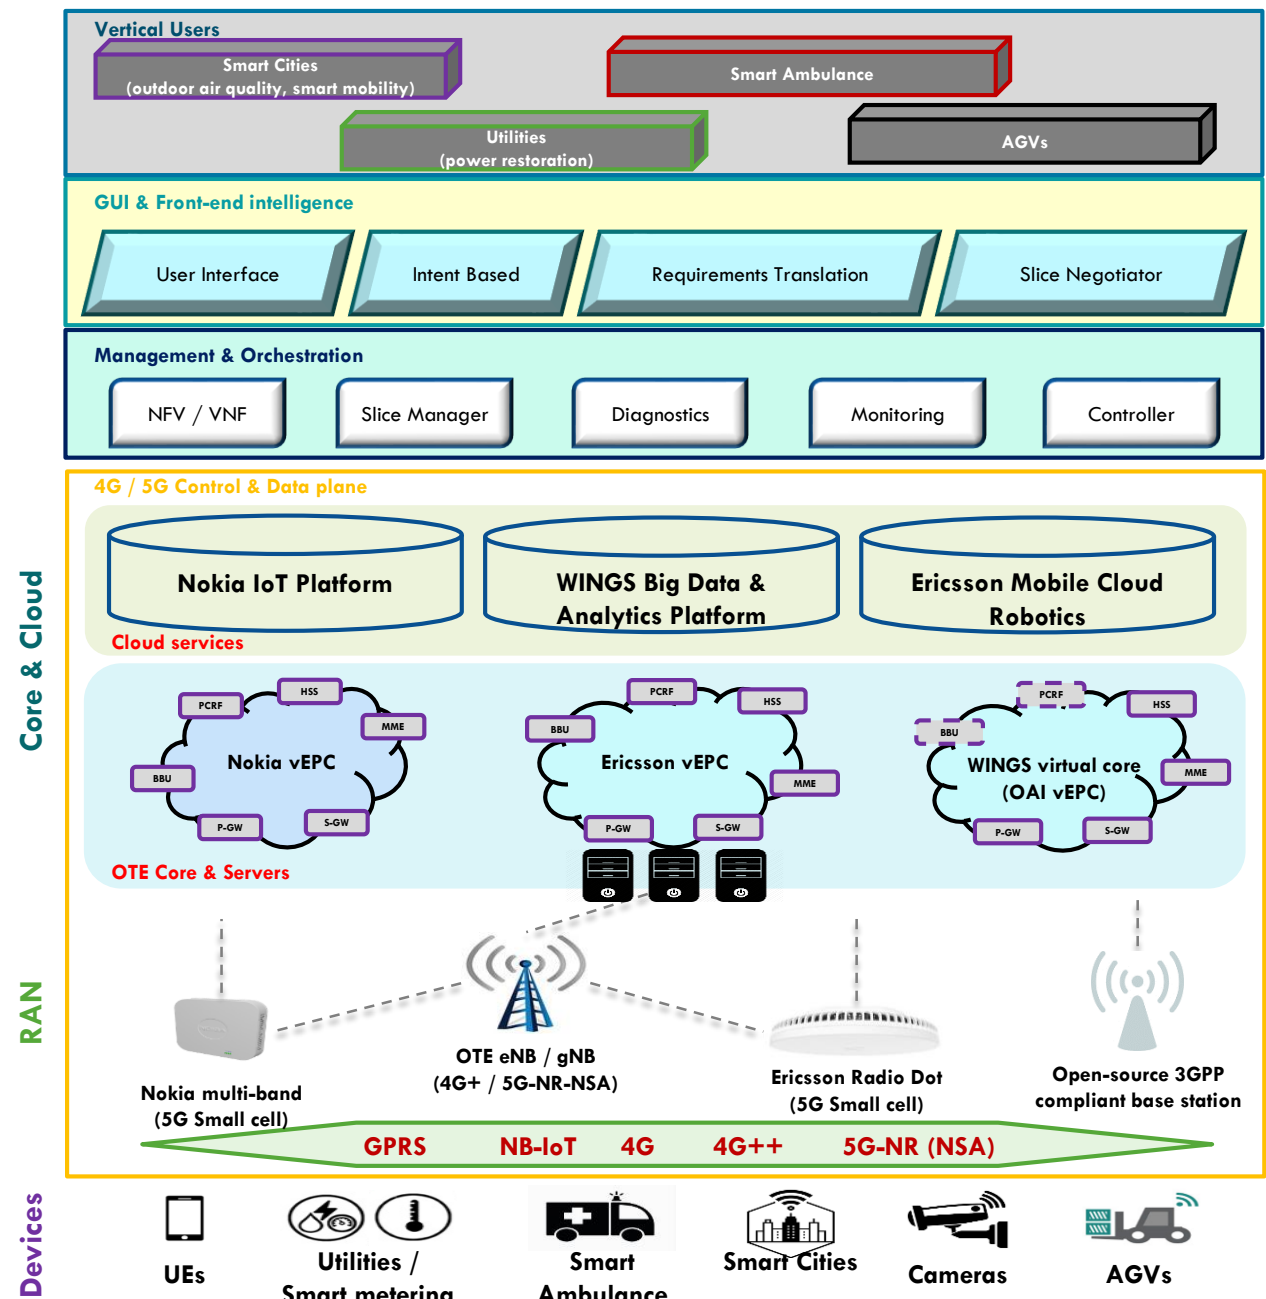 Vertical Users
Smart Cities
(outdoor air quality, smart mobility)
Smart Ambulance
Utilities
(power restoration)
AGVs
GUI & Front-end intelligence
User Interface
Intent Based
Requirements Translation
Slice Negotiator
Management & Orchestration
NFV / VNF
Slice Manager
Diagnostics
Monitoring
Controller
Core & Cloud
4G / 5G Control & Data plane
Nokia IoT Platform
WINGS Big Data &
Analytics Platform
Ericsson Mobile Cloud
Robotics
Cloud services
PCRF
HSS
MME
BBU
Nokia vEPC
P-GW
S-GW
PCRF
HSS
BBU
Ericsson vEPC
MME
P-GW
S-GW
PCRF
HSS
BBU
WINGS virtual core
(OAI vEPC)
MME
P-GW
S-GW
OTE Core & Servers
RAN
Nokia multi-band
(5G Small cell)
OTE eNB / gNB
(4G+ / 5G-NR-NSA)
Ericsson Radio Dot
(5G Small cell)
Open-source 3GPP
compliant base station
GPRS
NB-IoT
4G
4G++
5G-NR (NSA)
Devices
UEs
Utilities /
Smart metering
Smart
Ambulance
Smart Cities
Cameras
AGVs